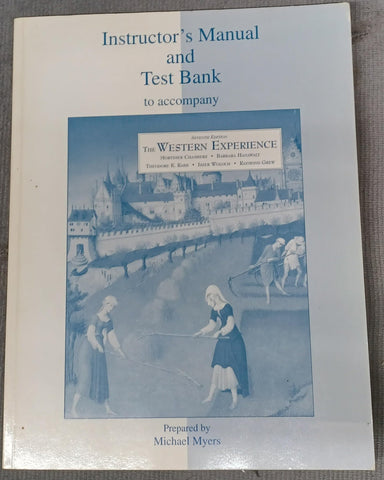 Instructor's Manual
and
Test Bank
to accompany
Seventh Edition
The Western Experience
Mortimer Chambers • Barbara Hanawalt
Theodore K. Rabb • Isser Woloch • Raymond Grew
Prepared by
Michael Myers